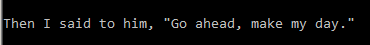 Then I said to him, "Go ahead, make my day."